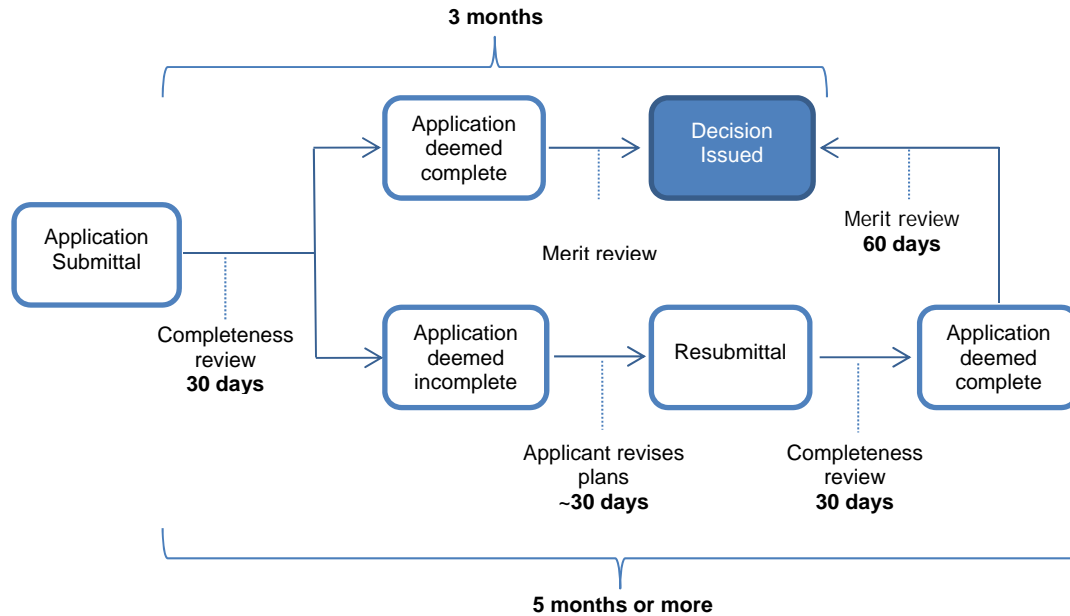 3 months
Application
deemed
complete
Decision
Issued
Application
Submittal
Merit review
Merit review
60 days
Completeness
review
30 days
Application
deemed
incomplete
Resubmittal
Application
deemed
complete
Applicant revises
plans
~30 days
Completeness
review
30 days
5 months or more